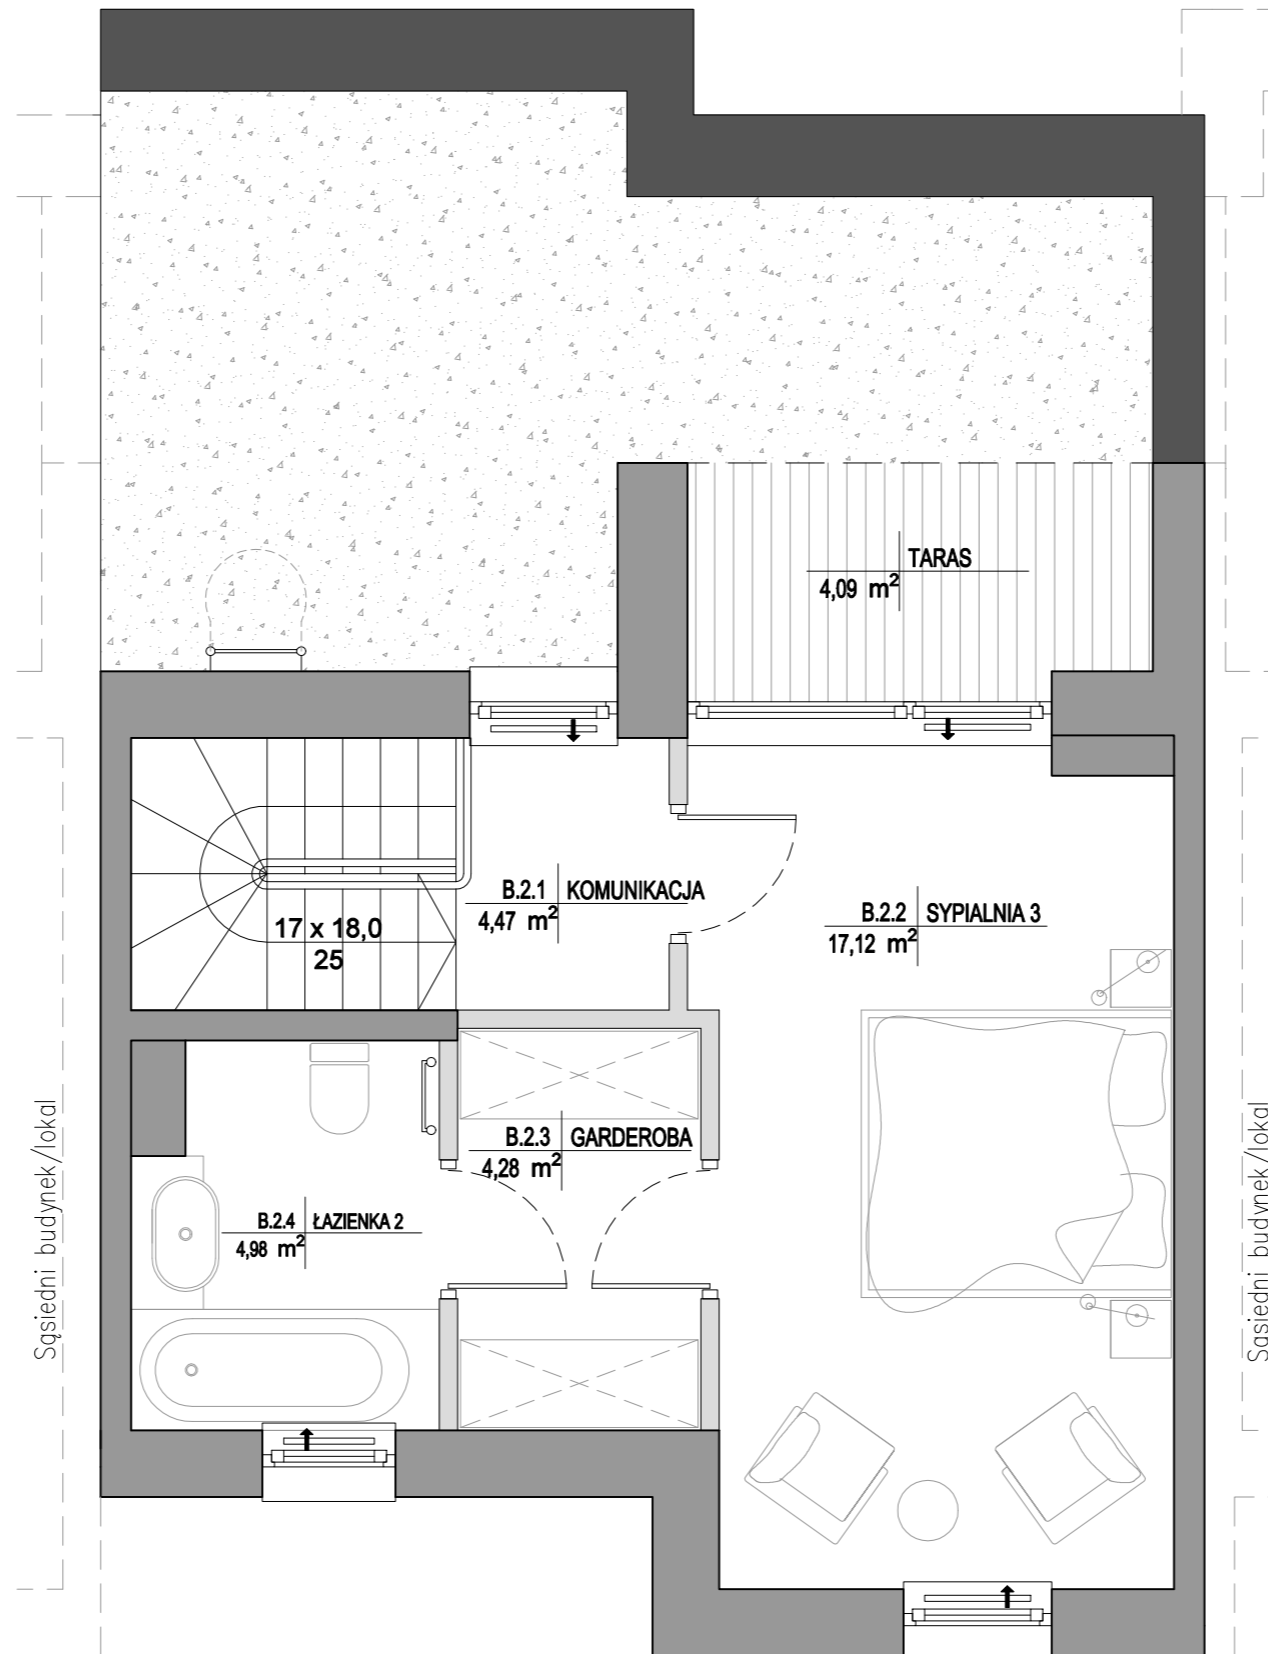 TARAS
4,09 m²
B.2.1 KOMUNIKACJA
4,47 m²
B.2.2 SYPIALNIA 3
17,12 m²
17 x 18,0
25
B.2.3 GARDEROBA
4,28 m²
B.2.4 ŁAZIENKA 2
4,98 m²
Sąsiedni budynek/lokal
Sąsiedni budynek/lokal